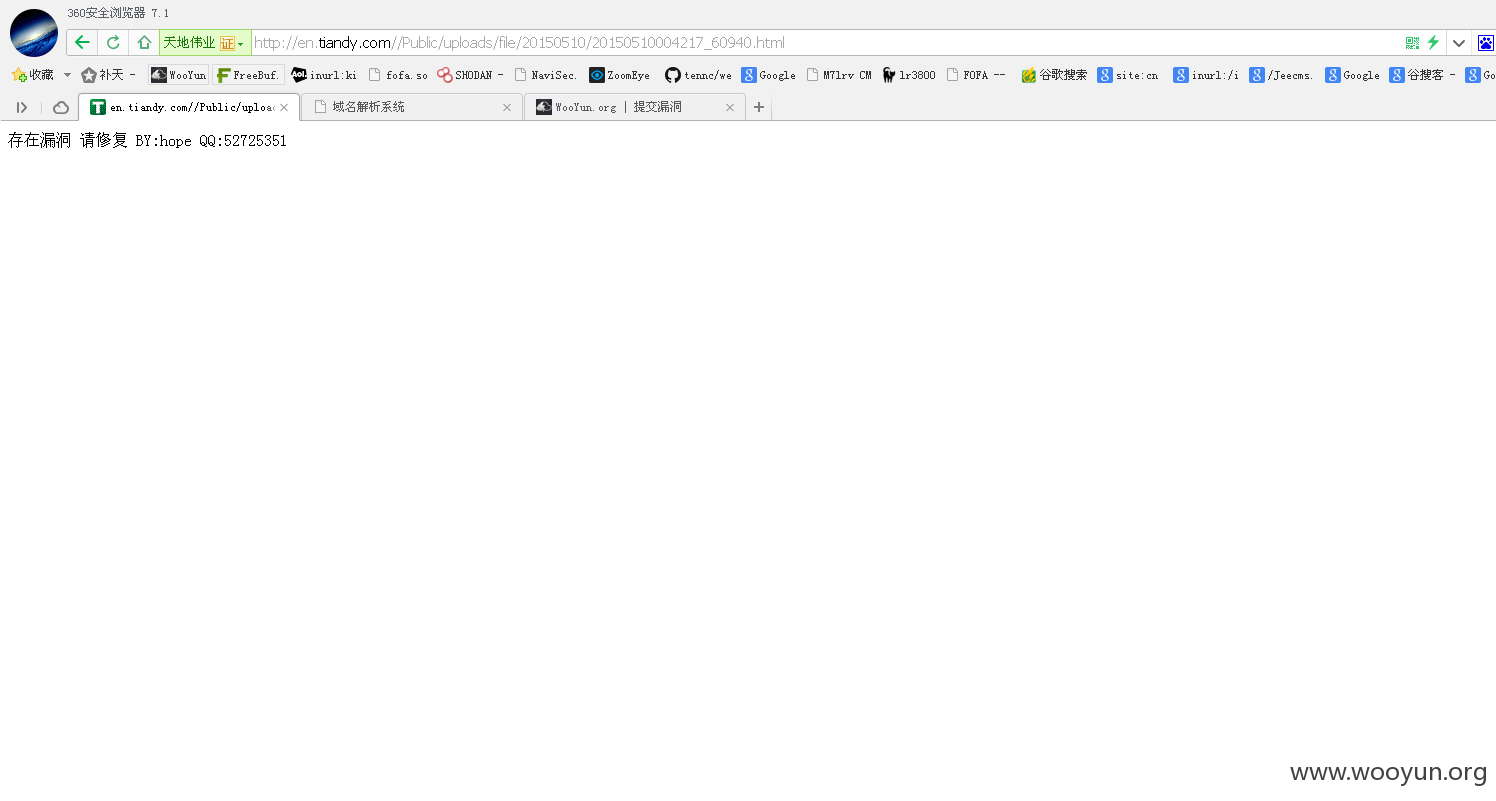 360安全浏览器 7.1
天地伟业 证 http://en.tiandy.com//Public/uploads/file/20150510/20150510004217_60940.html
收藏 补天 - WooYun FreeBuf. Aol. inurl:ki fofa.so SHODAN - NaviSec. ZoomEye tennc/we Google M7lrv CM lr3800 FOFA -- 谷歌搜索 site:cn inurl:/i /Jeecms. Google 谷搜客 - Go
en.tiandy.com//Public/uploa 域名解析系统 WooYun.org | 提交漏洞
存在漏洞 请修复 BY:hope QQ:52725351
www.wooyun.org